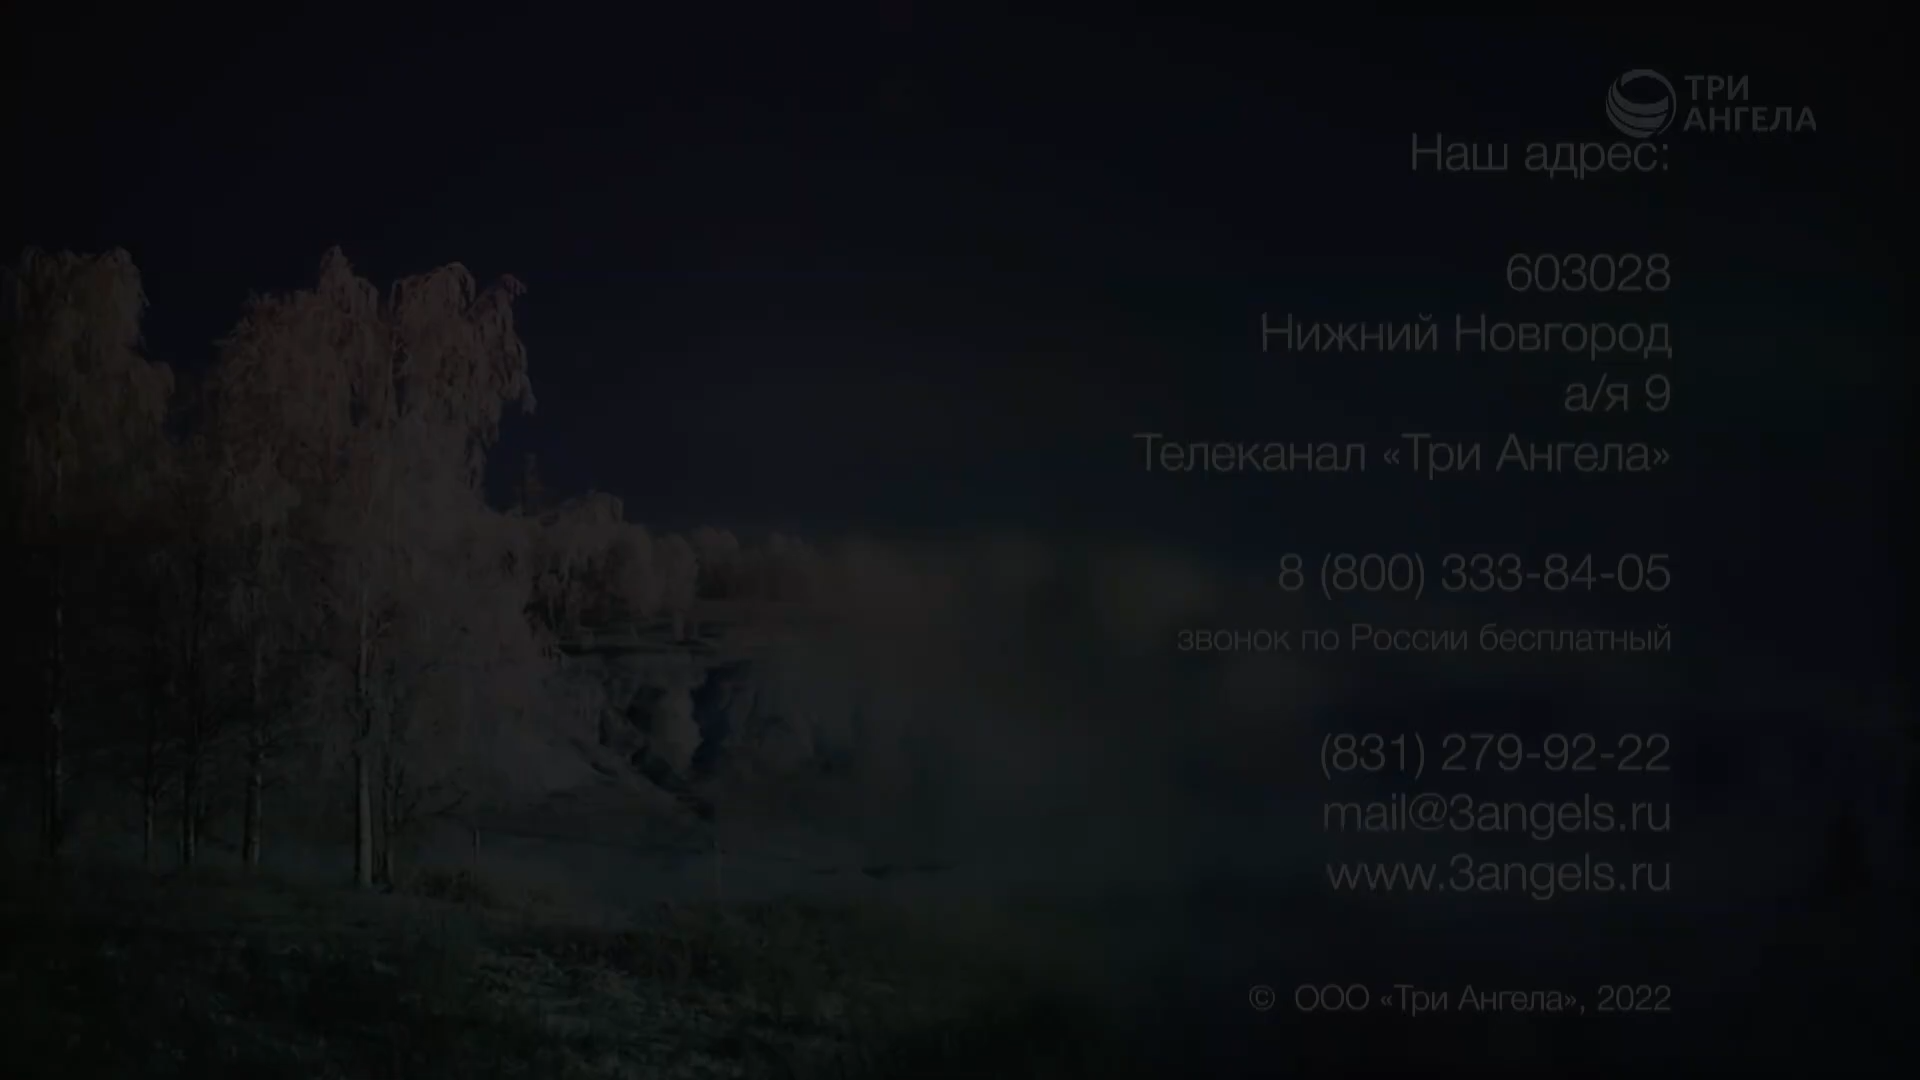 ТРИ
АНГЕЛА
Наш адрес:
603028
Нижний Новгород
а/я 9
Телеканал «Три Ангела»
8 (800) 333-84-05
звонок по России бесплатный
(831) 279-92-22
mail@3angels.ru
www.3angels.ru
© ООО «Три Ангела», 2022